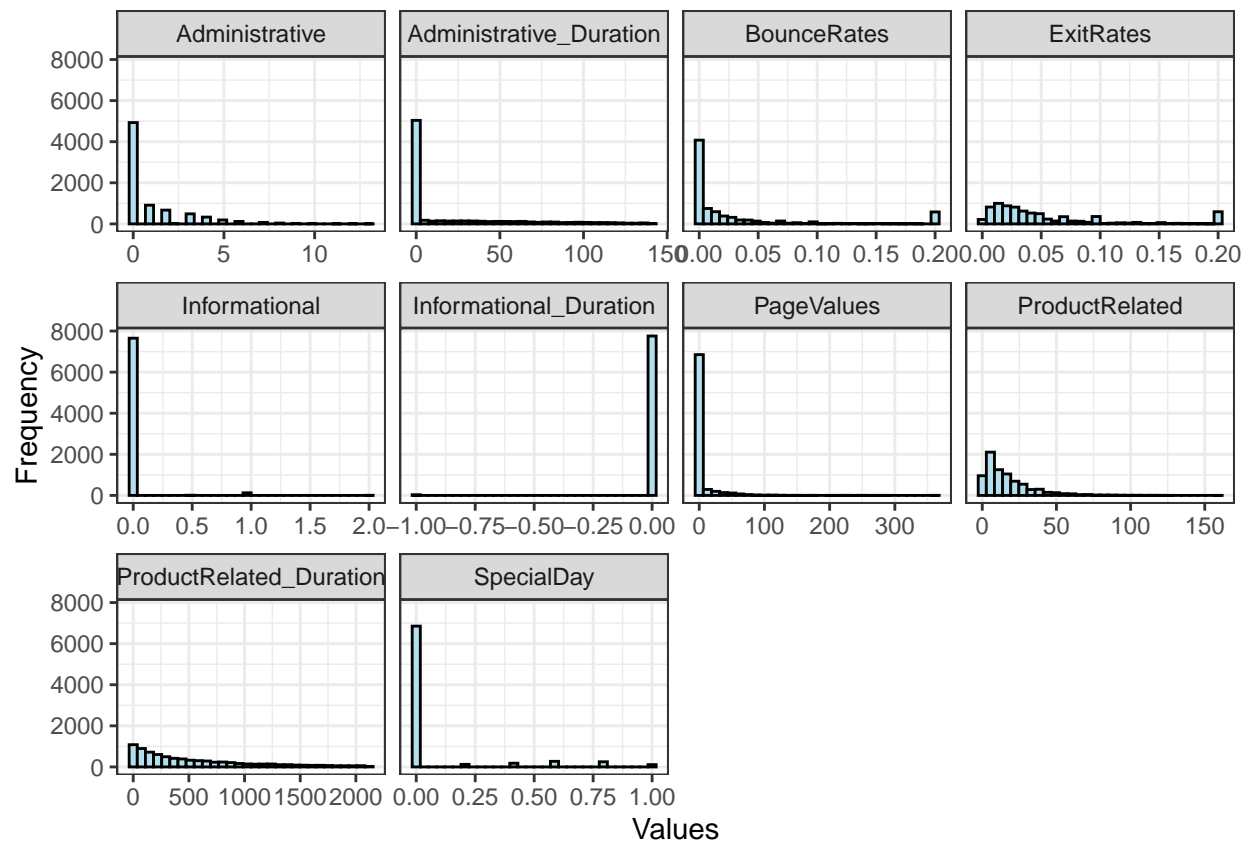 Administrative Administrative_Duration BounceRates ExitRates
8000
6000
4000
2000
0
0 5 10 0 50 100 150 0.00 0.05 0.10 0.15 0.20 0.00 0.05 0.10 0.15 0.20
Informational Informational_Duration PageValues ProductRelated
8000
6000
4000
2000
0
0.0 0.5 1.0 1.5 2.0 −1.00 −0.75 −0.50 −0.25 0.00 0 100 200 300 0 50 100 150
Frequency
ProductRelated_Duration SpecialDay
8000
6000
4000
2000
0
0 500 1000 1500 2000 0.00 0.25 0.50 0.75 1.00
Values